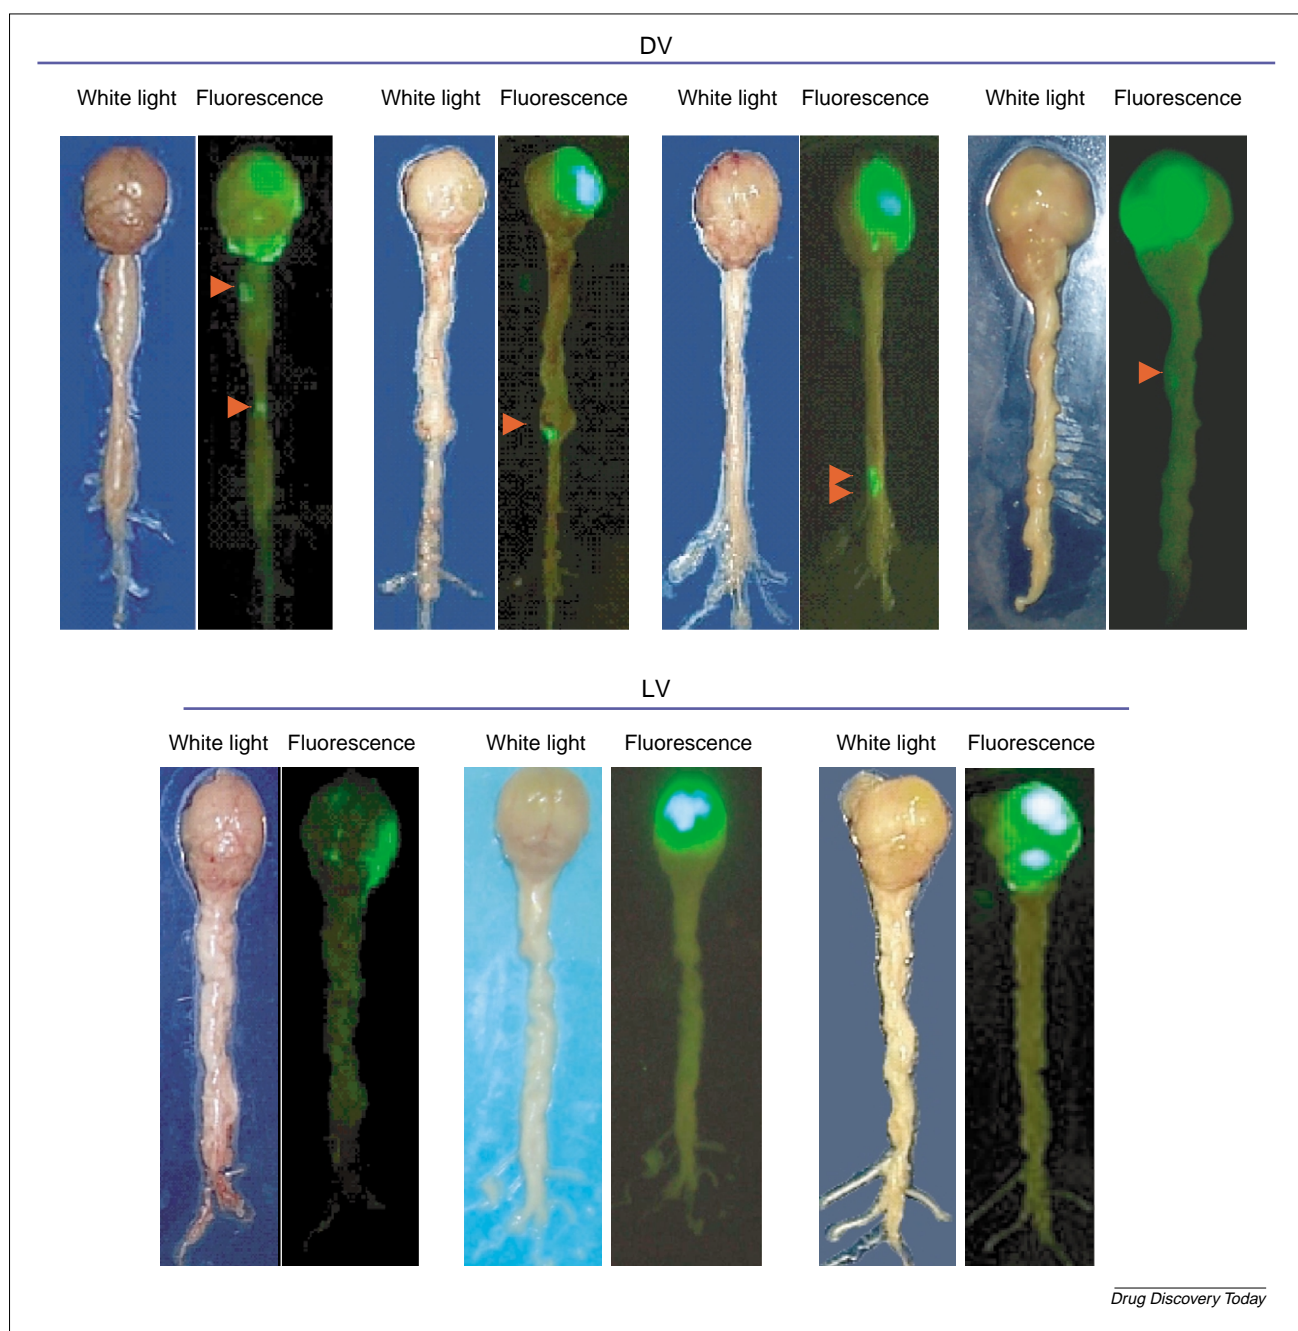 DV
White light Fluorescence White light Fluorescence White light Fluorescence White light Fluorescence
LV
White light Fluorescence White light Fluorescence White light Fluorescence
Drug Discovery Today